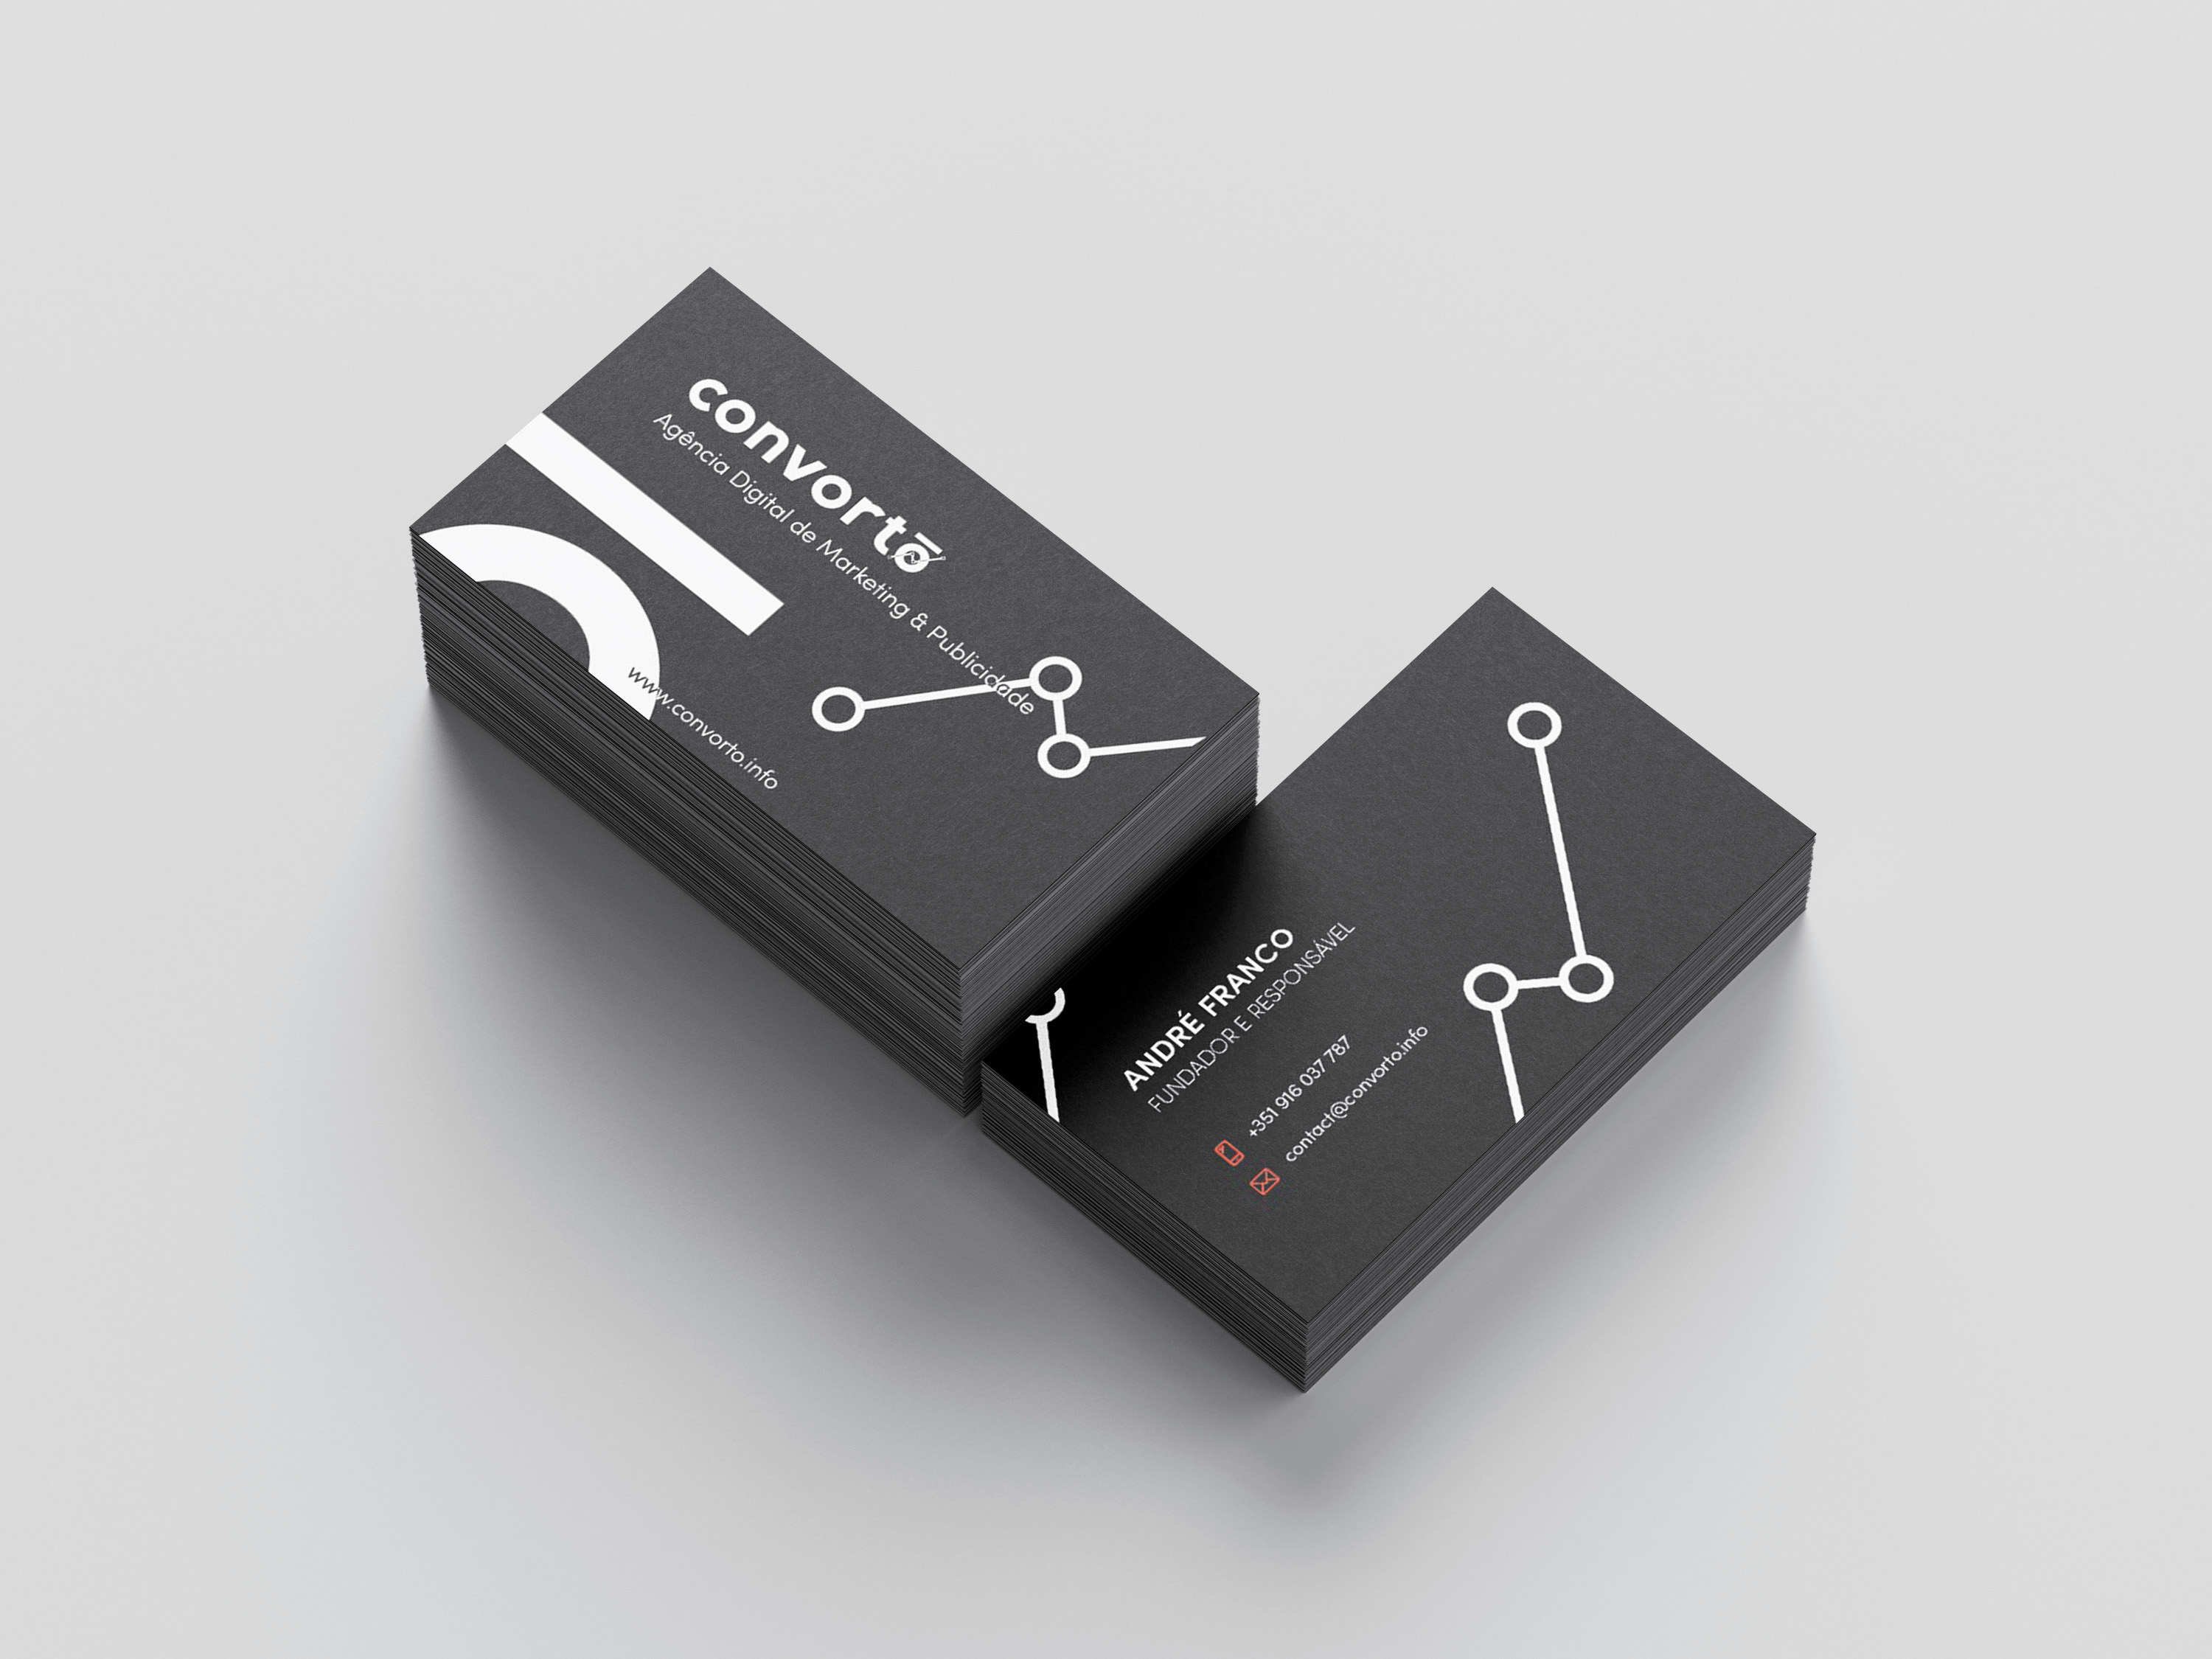 convortō
Agência Digital de Marketing & Publicidade
www.convorto.info
ANDRÉ FRANCO
FUNDADOR E RESPONSÁVEL
+351 916 037 787
contact@convorto.info